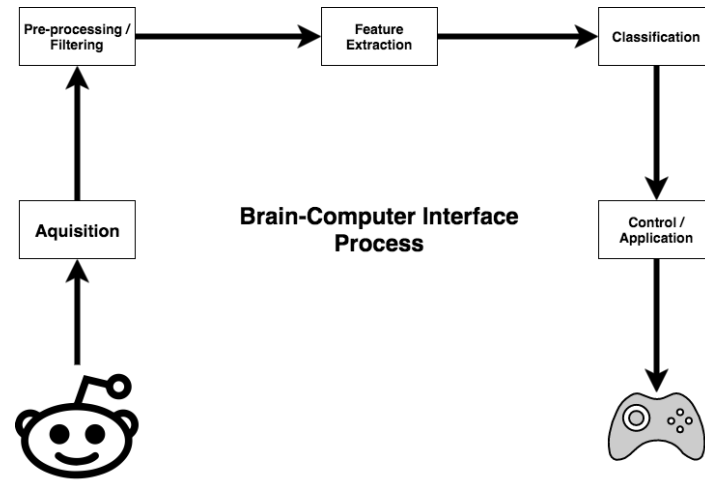 Pre-processing /
Filtering
Feature
Extraction
Classification
Aquisition
Brain-Computer Interface
Process
Control /
Application